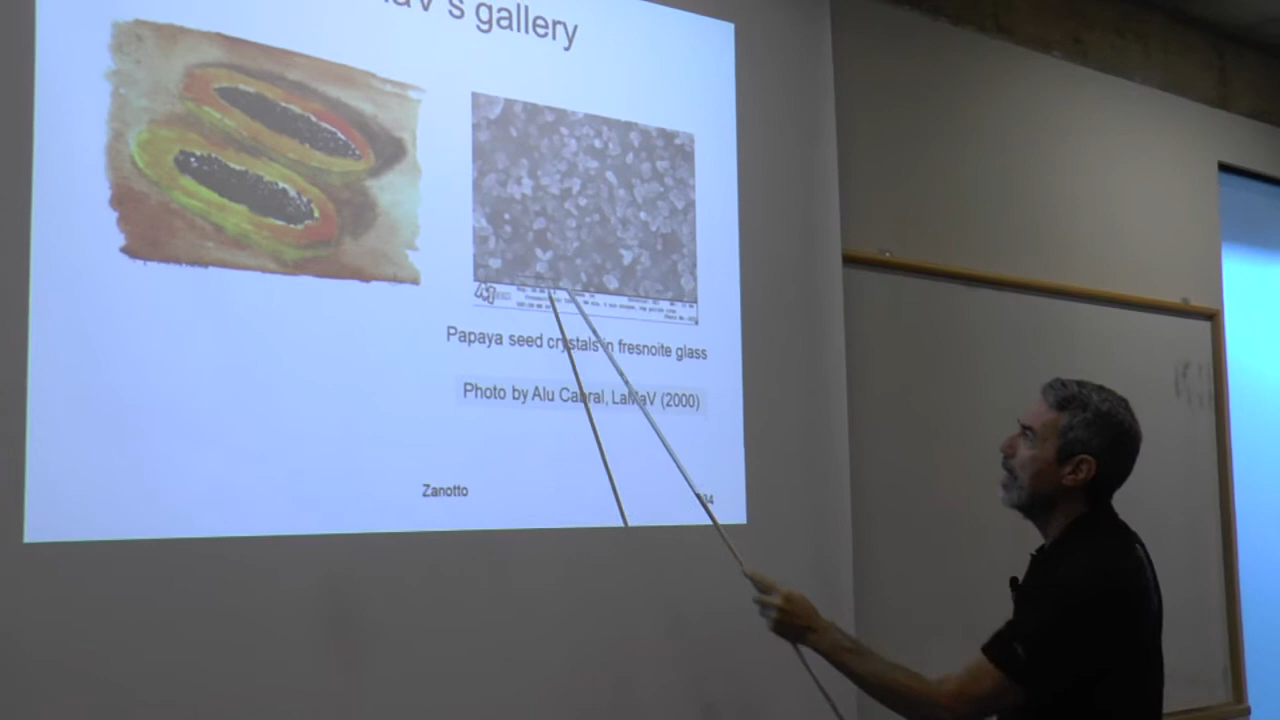 's gallery
Papaya seed crystals in fresnoite glass
Photo by Alu Cabral, LaMaV (2000)
Zanotto